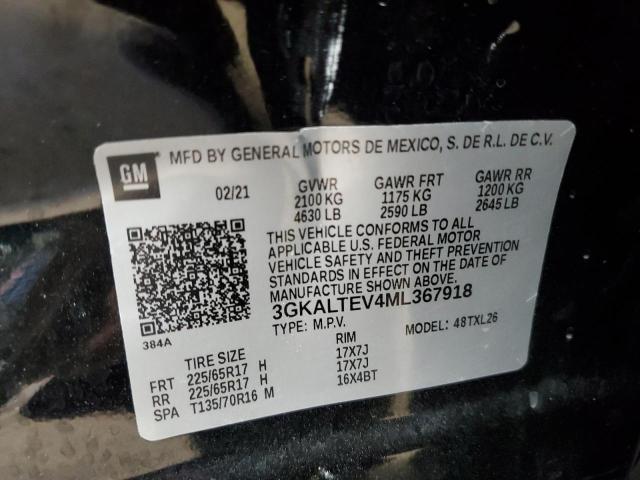 GM
MFD BY GENERAL MOTORS DE MEXICO, S. DE R.L. DE C.V.
02/21 GVWR GAWR FRT GAWR RR
2100 KG 1175 KG 1200 KG
4630 LB 2590 LB 2645 LB
THIS VEHICLE CONFORMS TO ALL
APPLICABLE U.S. FEDERAL MOTOR
VEHICLE SAFETY AND THEFT PREVENTION
STANDARDS IN EFFECT ON THE DATE OF
MANUFACTURE SHOWN ABOVE.
3GKALTEV4ML367918
TYPE: M.P.V. MODEL: 48TXL26
384A
TIRE SIZE RIM
FRT 225/65R17 H 17X7J
RR 225/65R17 H 17X7J
SPA T135/70R16 M 16X4BT